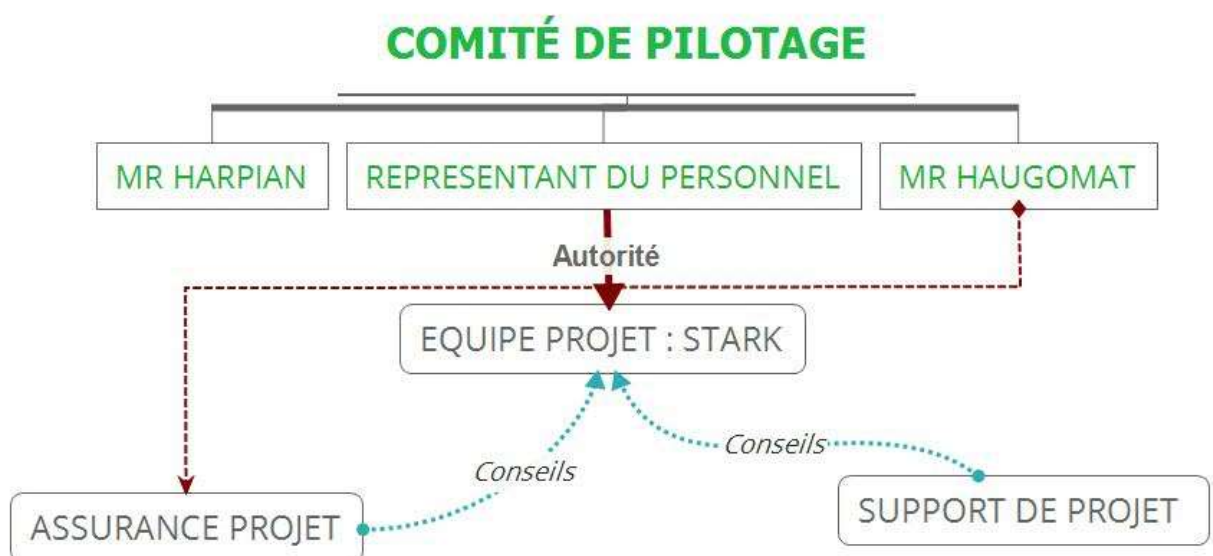 COMITÉ DE PILOTAGE
MR HARPIAN
REPRESENTANT DU PERSONNEL
MR HAUGOMAT
Autorité
EQUIPE PROJET : STARK
Conseils
Conseils
ASSURANCE PROJET
SUPPORT DE PROJET